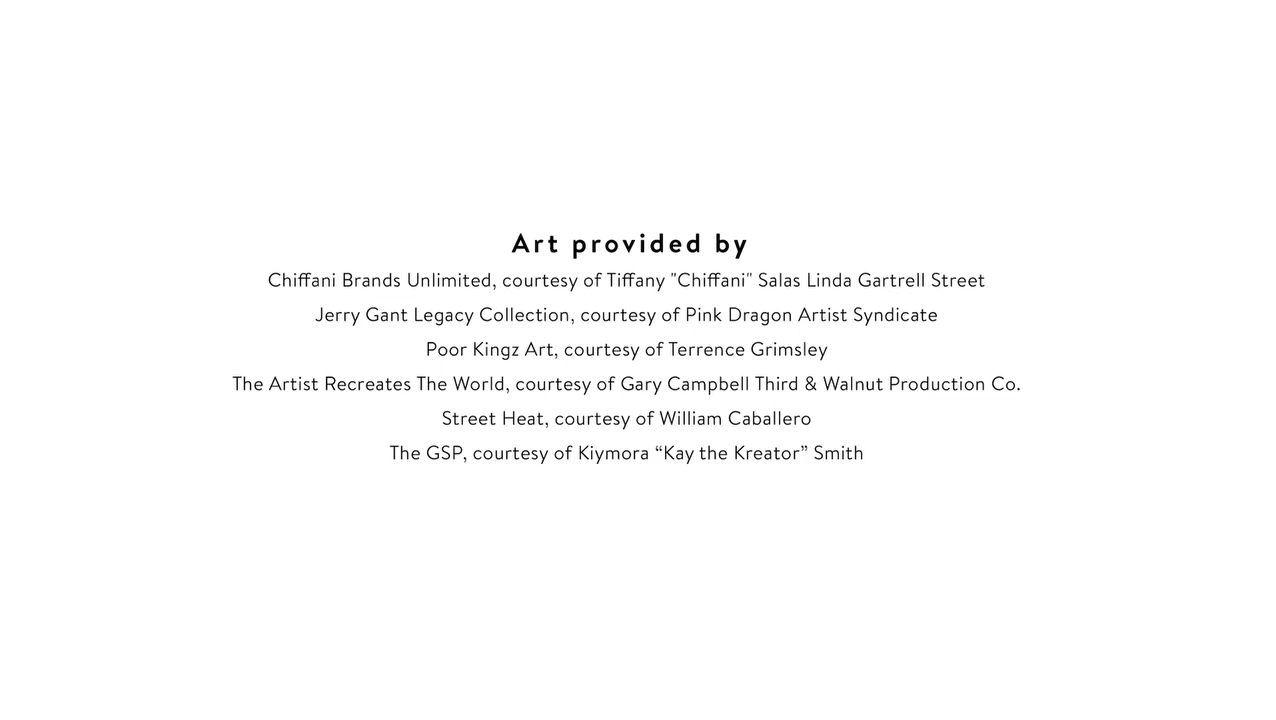 Art provided by
Chiffani Brands Unlimited, courtesy of Tiffany "Chiffani" Salas Linda Gartrell Street
Jerry Gant Legacy Collection, courtesy of Pink Dragon Artist Syndicate
Poor Kingz Art, courtesy of Terrence Grimsley
The Artist Recreates The World, courtesy of Gary Campbell Third & Walnut Production Co.
Street Heat, courtesy of William Caballero
The GSP, courtesy of Kiymora “Kay the Kreator” Smith